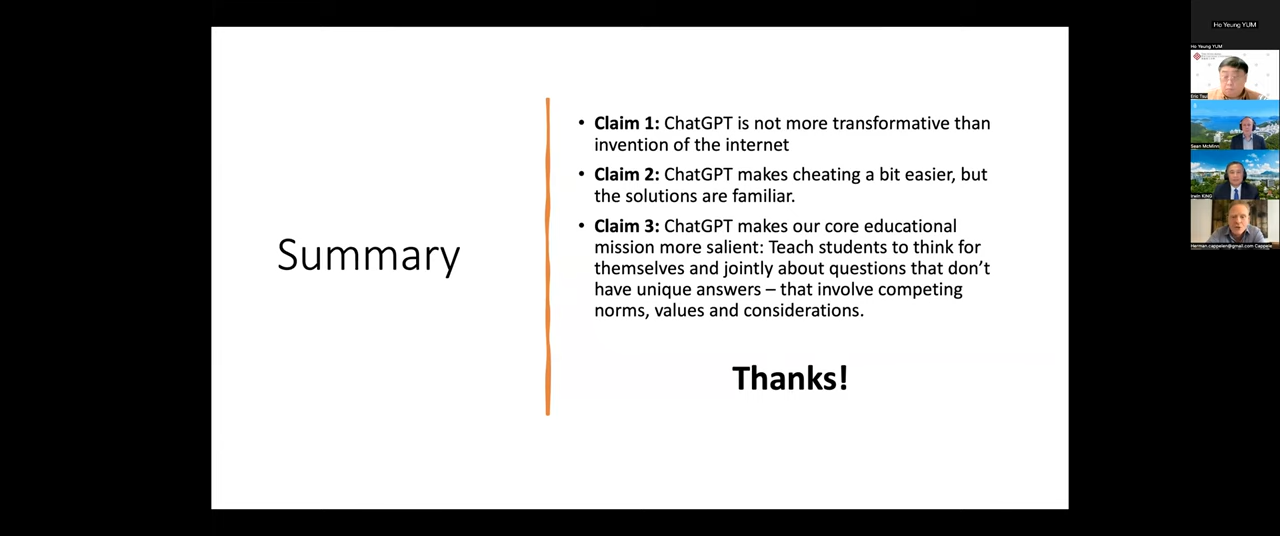 Summary
• Claim 1: ChatGPT is not more transformative than
invention of the internet
• Claim 2: ChatGPT makes cheating a bit easier, but
the solutions are familiar.
• Claim 3: ChatGPT makes our core educational
mission more salient: Teach students to think for
themselves and jointly about questions that don’t
have unique answers – that involve competing
norms, values and considerations.
Thanks!
Ho Yeung YUM
Ho Yeung YUM
Eric Tsui
Sean McMinn
Irwin KING
Herman.cappelen@gmail.com Cappele